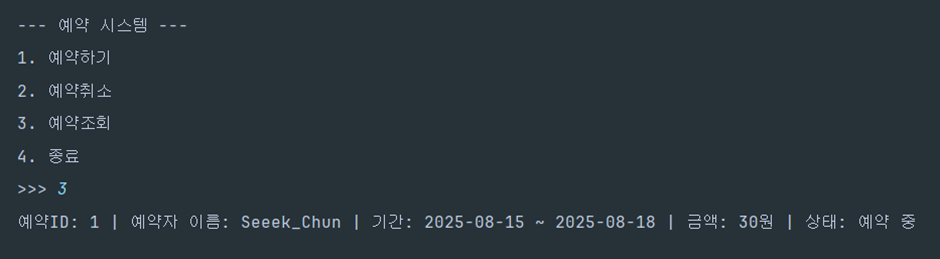 --- 예약 시스템 ---
1. 예약하기
2. 예약취소
3. 예약조회
4. 종료
>>> 3
예약ID: 1 | 예약자 이름: Seeek_Chun | 기간: 2025-08-15 ~ 2025-08-18 | 금액: 30원 | 상태: 예약 중